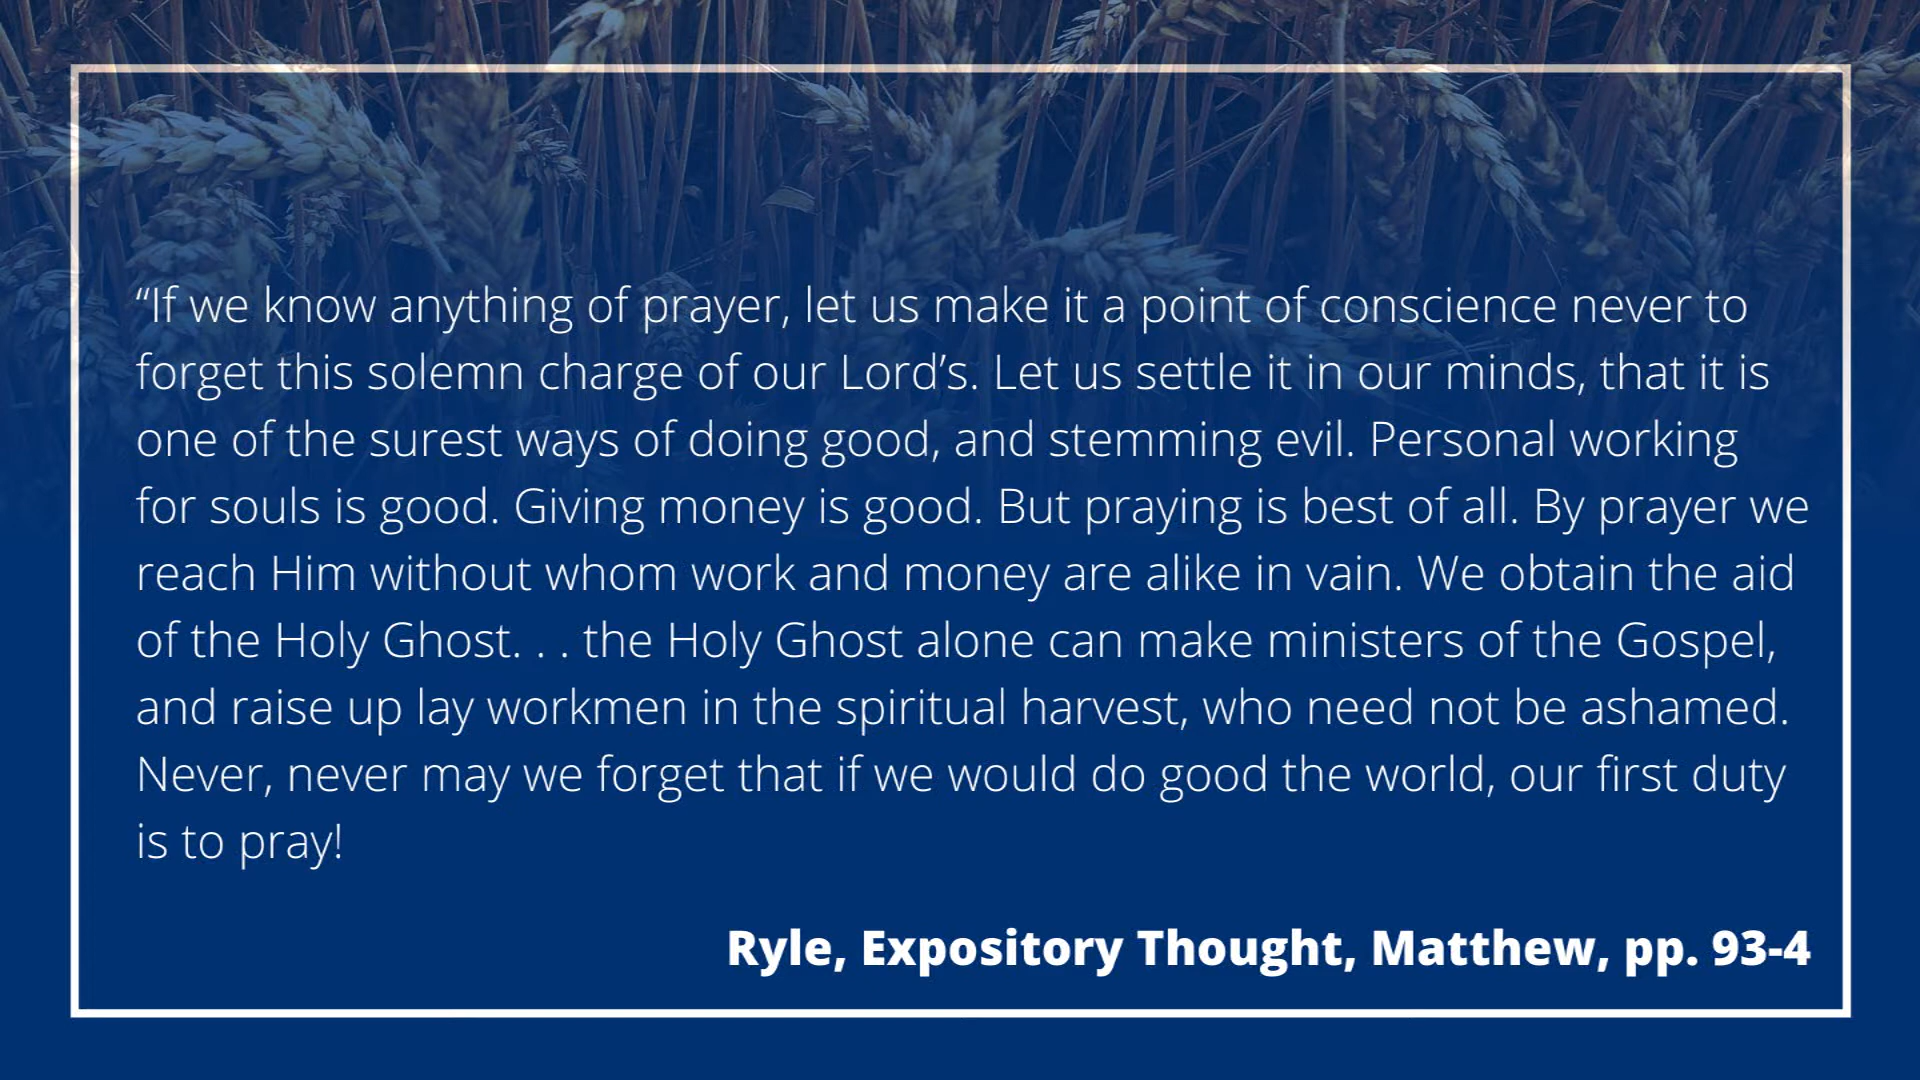 “If we know anything of prayer, let us make it a point of conscience never to
forget this solemn charge of our Lord’s. Let us settle it in our minds, that it is
one of the surest ways of doing good, and stemming evil. Personal working
for souls is good. Giving money is good. But praying is best of all. By prayer we
reach Him without whom work and money are alike in vain. We obtain the aid
of the Holy Ghost. . . the Holy Ghost alone can make ministers of the Gospel,
and raise up lay workmen in the spiritual harvest, who need not be ashamed.
Never, never may we forget that if we would do good the world, our first duty
is to pray!
Ryle, Expository Thought, Matthew, pp. 93-4